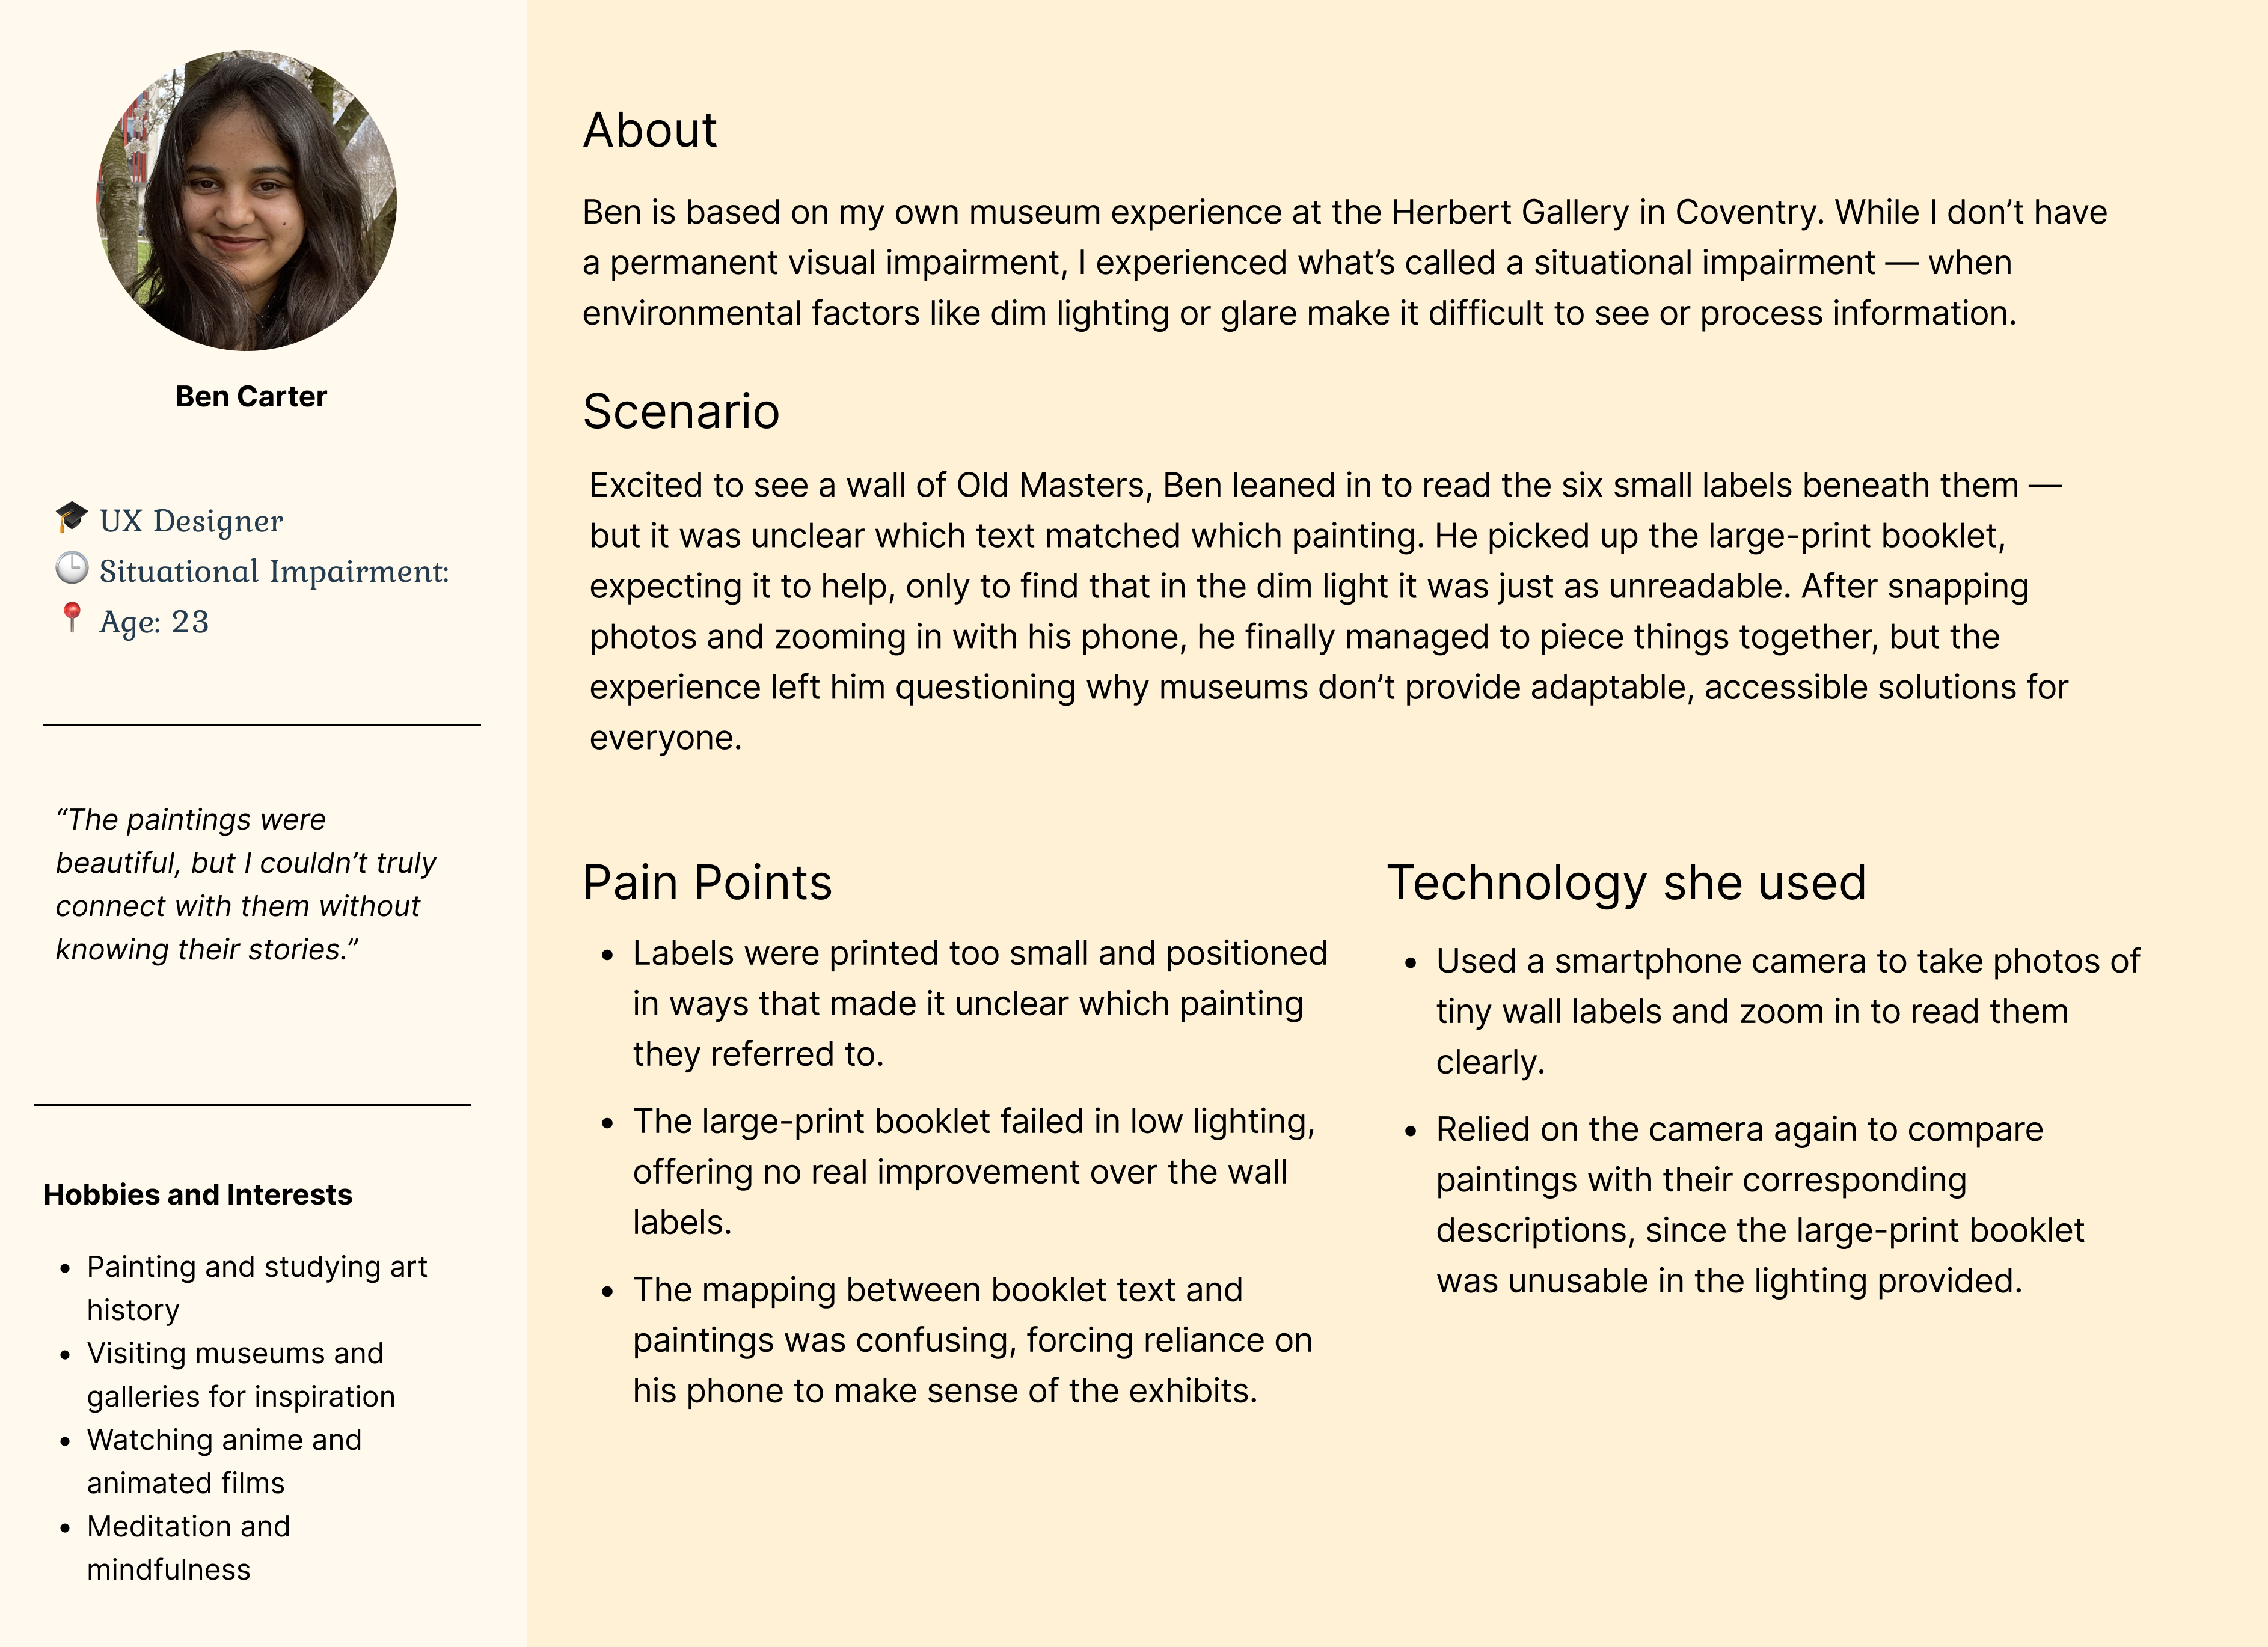 Ben Carter
🎓 UX Designer
🕒 Situational Impairment:
📍 Age: 23
“The paintings were
beautiful, but I couldn’t truly
connect with them without
knowing their stories.”
Hobbies and Interests
• Painting and studying art
history
• Visiting museums and
galleries for inspiration
• Watching anime and
animated films
• Meditation and
mindfulness
About
Ben is based on my own museum experience at the Herbert Gallery in Coventry. While I don’t have
a permanent visual impairment, I experienced what’s called a situational impairment — when
environmental factors like dim lighting or glare make it difficult to see or process information.
Scenario
Excited to see a wall of Old Masters, Ben leaned in to read the six small labels beneath them —
but it was unclear which text matched which painting. He picked up the large-print booklet,
expecting it to help, only to find that in the dim light it was just as unreadable. After snapping
photos and zooming in with his phone, he finally managed to piece things together, but the
experience left him questioning why museums don’t provide adaptable, accessible solutions for
everyone.
Pain Points
• Labels were printed too small and positioned
in ways that made it unclear which painting
they referred to.
• The large-print booklet failed in low lighting,
offering no real improvement over the wall
labels.
• The mapping between booklet text and
paintings was confusing, forcing reliance on
his phone to make sense of the exhibits.
Technology she used
• Used a smartphone camera to take photos of
tiny wall labels and zoom in to read them
clearly.
• Relied on the camera again to compare
paintings with their corresponding
descriptions, since the large-print booklet
was unusable in the lighting provided.